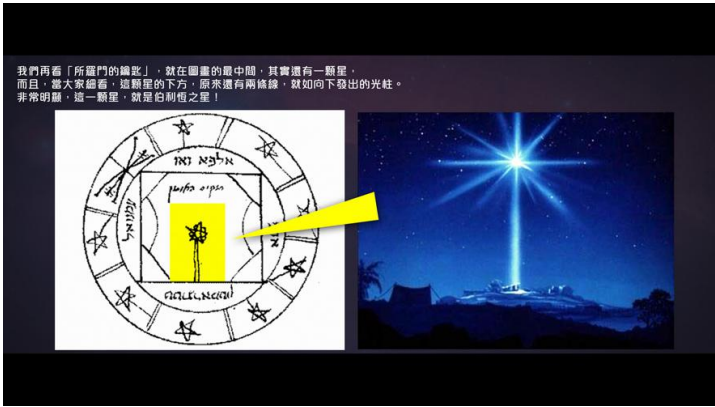 我們再看「所羅門的鑰匙」，就在圖畫的最中間，其實還有一顆星，
而且，當大家細看，這顆星的下方，原來還有兩條線，就如向下發出的光柱。
非常明顯，這一顆星，就是伯利恆之星！